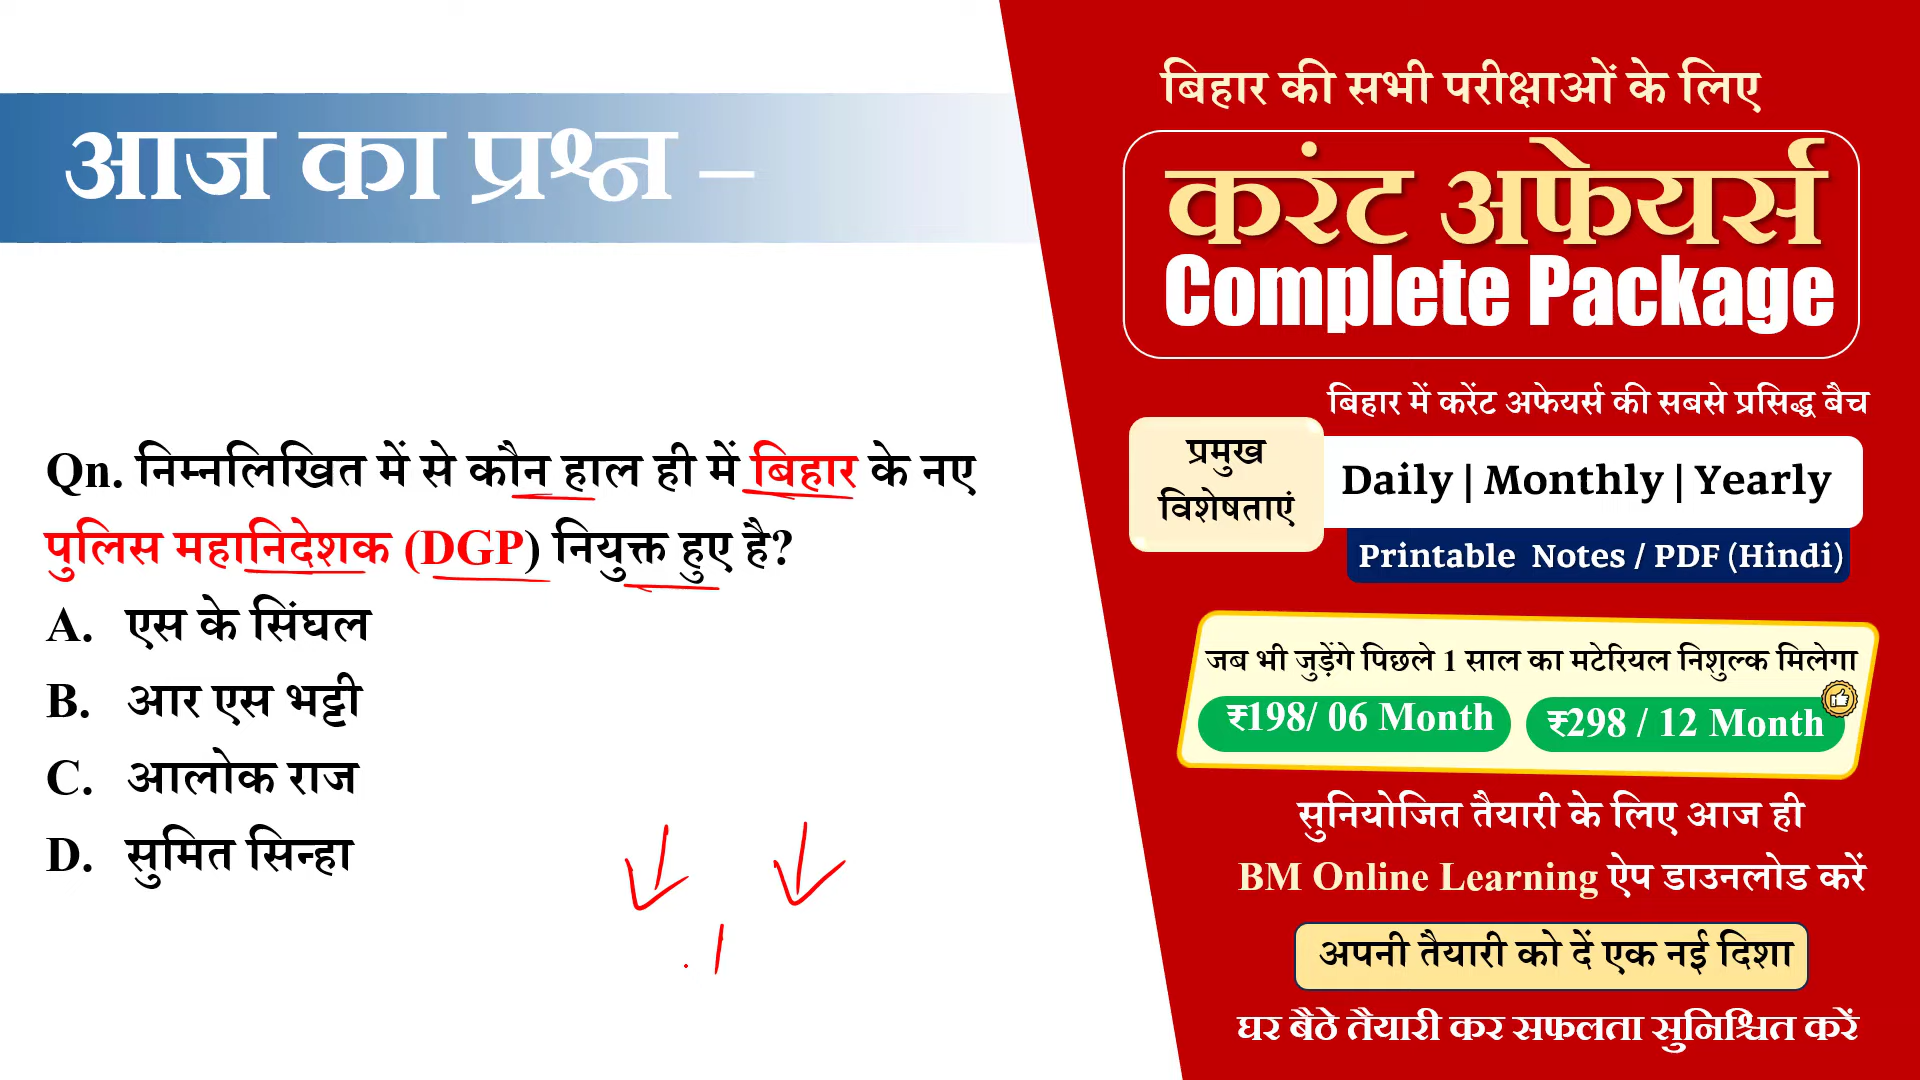 आज का प्रश्न –
Qn. निम्नलिखित में से कौन हाल ही में बिहार के नए
पुलिस महानिदेशक (DGP) नियुक्त हुए है?
A. एस के सिंघल
B. आर एस भट्टी
C. आलोक राज
D. सुमित सिन्हा
बिहार की सभी परीक्षाओं के लिए
करंट अफेयर्स
Complete Package
बिहार में करेंट अफेयर्स की सबसे प्रसिद्ध बैच
प्रमुख
विशेषताएं
Daily | Monthly | Yearly
Printable Notes / PDF (Hindi)
जब भी जुड़ेंगे पिछले 1 साल का मटेरियल निशुल्क मिलेगा
₹198/ 06 Month
₹298 / 12 Month
सुनियोजित तैयारी के लिए आज ही
BM Online Learning ऐप डाउनलोड करें
अपनी तैयारी को दें एक नई दिशा
घर बैठे तैयारी कर सफलता सुनिश्चित करें